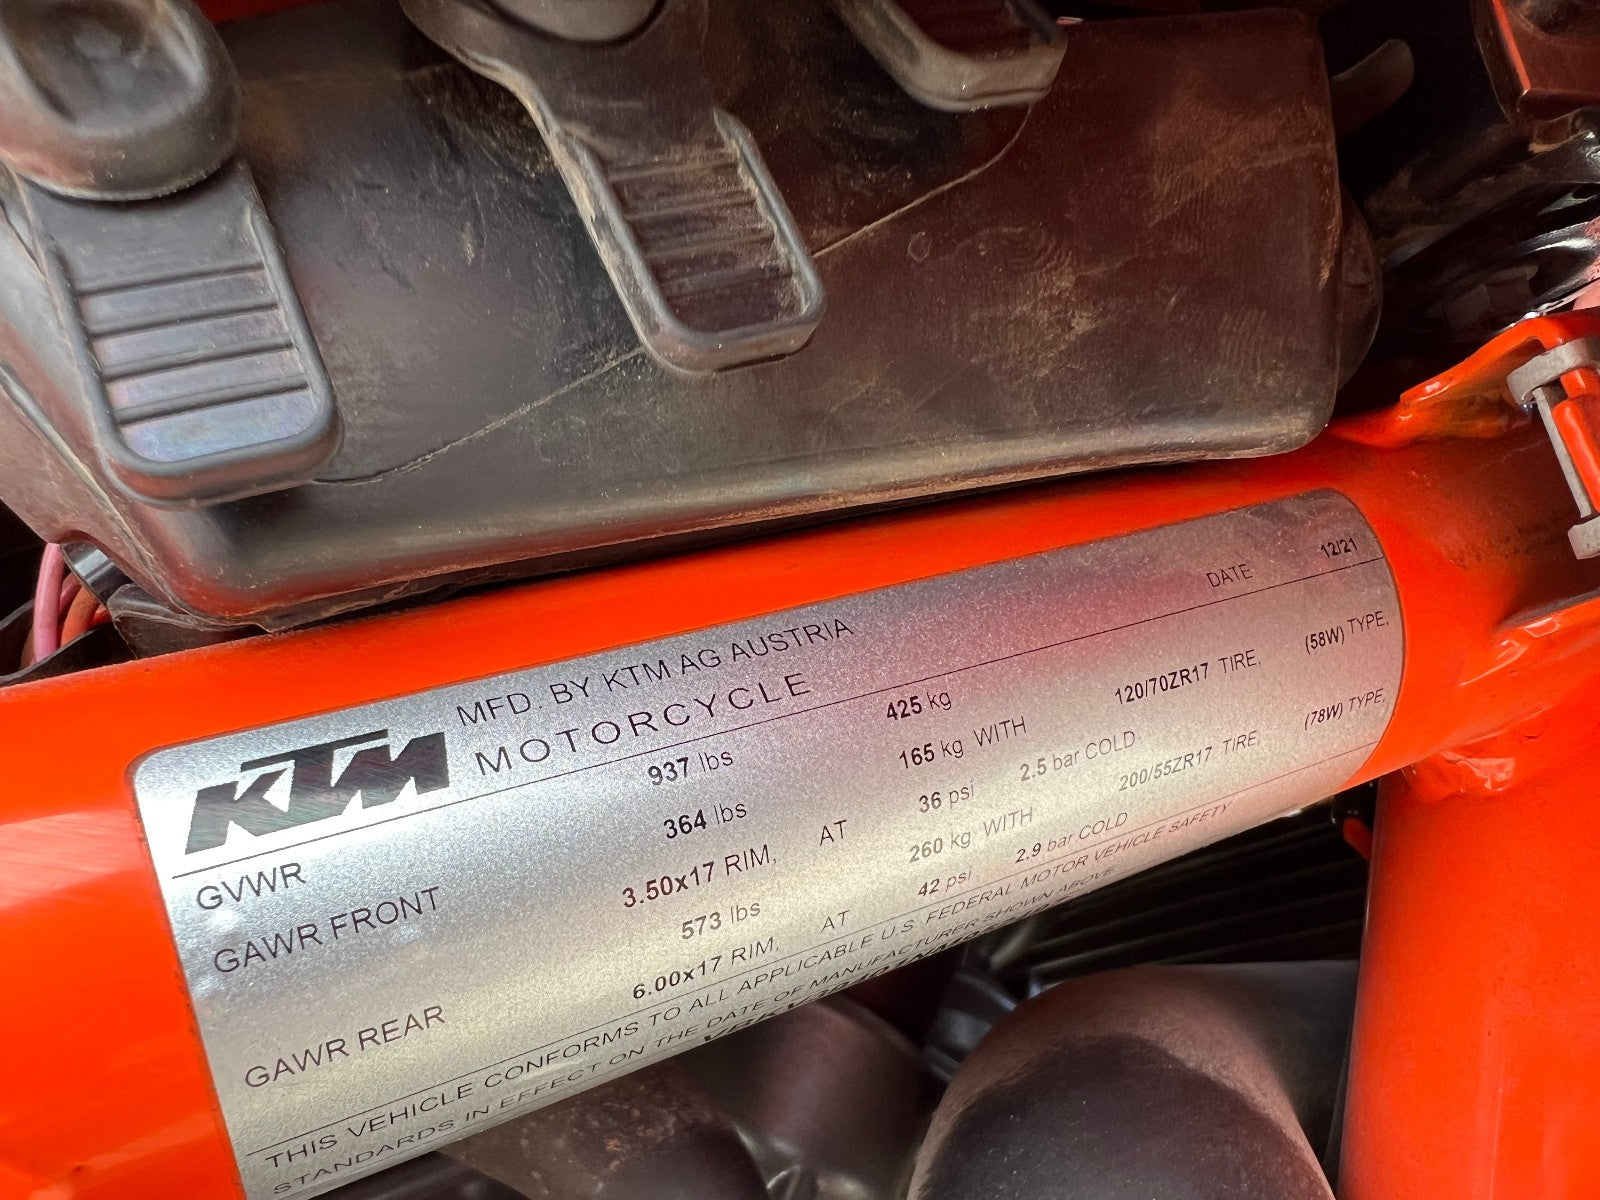 KTM
MFD. BY KTM AG AUSTRIA
MOTORCYCLE DATE 12/21
GVWR 937 lbs 425 kg
GAWR FRONT 364 lbs 165 kg WITH 120/70ZR17 TIRE, (58W) TYPE,
3.50x17 RIM, AT 36 psi 2.5 bar COLD
GAWR REAR 573 lbs 260 kg WITH 200/55ZR17 TIRE, (78W) TYPE,
6.00x17 RIM, AT 42 psi 2.9 bar COLD
THIS VEHICLE CONFORMS TO ALL APPLICABLE U.S FEDERAL MOTOR VEHICLE SAFETY
STANDARDS IN EFFECT ON THE DATE OF MANUFACTURER SHOWN ABOVE